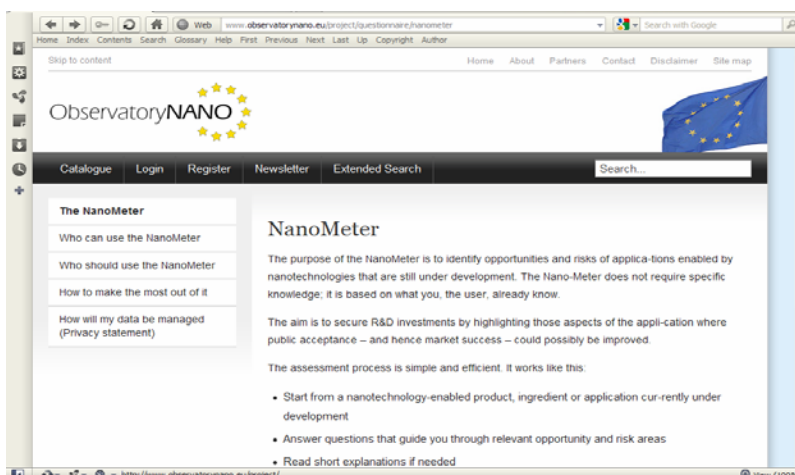 Web www.observatorynano.eu/project/questionnaire/nanometer Search with Google
Home Index Contents Search Glossary Help First Previous Next Last Up Copyright Author
Skip to content Home About Partners Contact Disclaimer Site map
ObservatoryNANO
Catalogue Login Register Newsletter Extended Search Search...
The NanoMeter
Who can use the NanoMeter
Who should use the NanoMeter
How to make the most out of it
How will my data be managed
(Privacy statement)
NanoMeter
The purpose of the NanoMeter is to identify opportunities and risks of applica-tions enabled by
nanotechnologies that are still under development. The Nano-Meter does not require specific
knowledge; it is based on what you, the user, already know.
The aim is to secure R&D investments by highlighting those aspects of the appli-cation where
public acceptance – and hence market success – could possibly be improved.
The assessment process is simple and efficient. It works like this:
• Start from a nanotechnology-enabled product, ingredient or application cur-rently under
development
• Answer questions that guide you through relevant opportunity and risk areas
• Read short explanations if needed
http://www.observatorynano.eu/project/ View